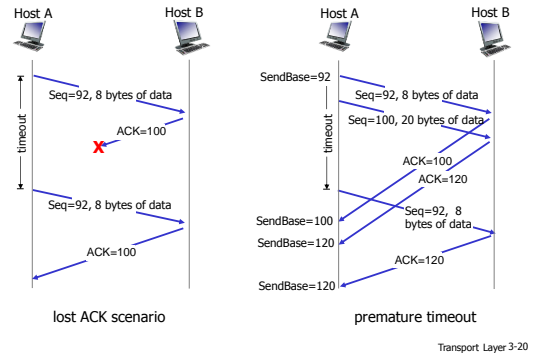 Host A
Host B
Seq=92, 8 bytes of data
ACK=100
X
timeout
Seq=92, 8 bytes of data
ACK=100
lost ACK scenario
Host A
Host B
SendBase=92
Seq=92, 8 bytes of data
Seq=100, 20 bytes of data
timeout
ACK=100
ACK=120
Seq=92, 8
bytes of data
SendBase=100
SendBase=120
ACK=120
SendBase=120
premature timeout
Transport Layer 3-20